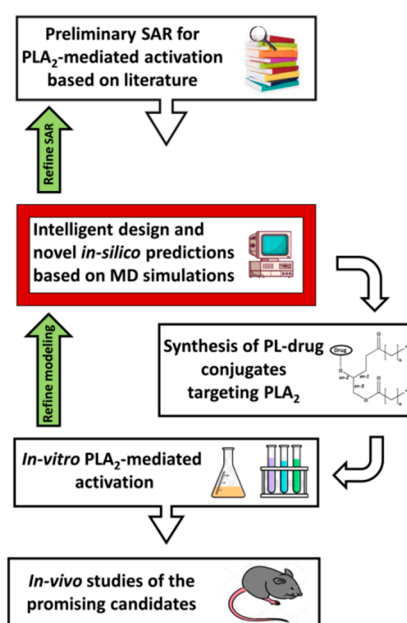 Preliminary SAR for
PLA₂-mediated activation
based on literature
Refine SAR
Intelligent design and
novel in-silico predictions
based on MD simulations
Synthesis of PL-drug
conjugates
targeting PLA₂
Drug
O
sn-1
sn-2
O
sn-3
O
O
n
n
Refine modeling
In-vitro PLA₂-mediated
activation
In-vivo studies of the
promising candidates